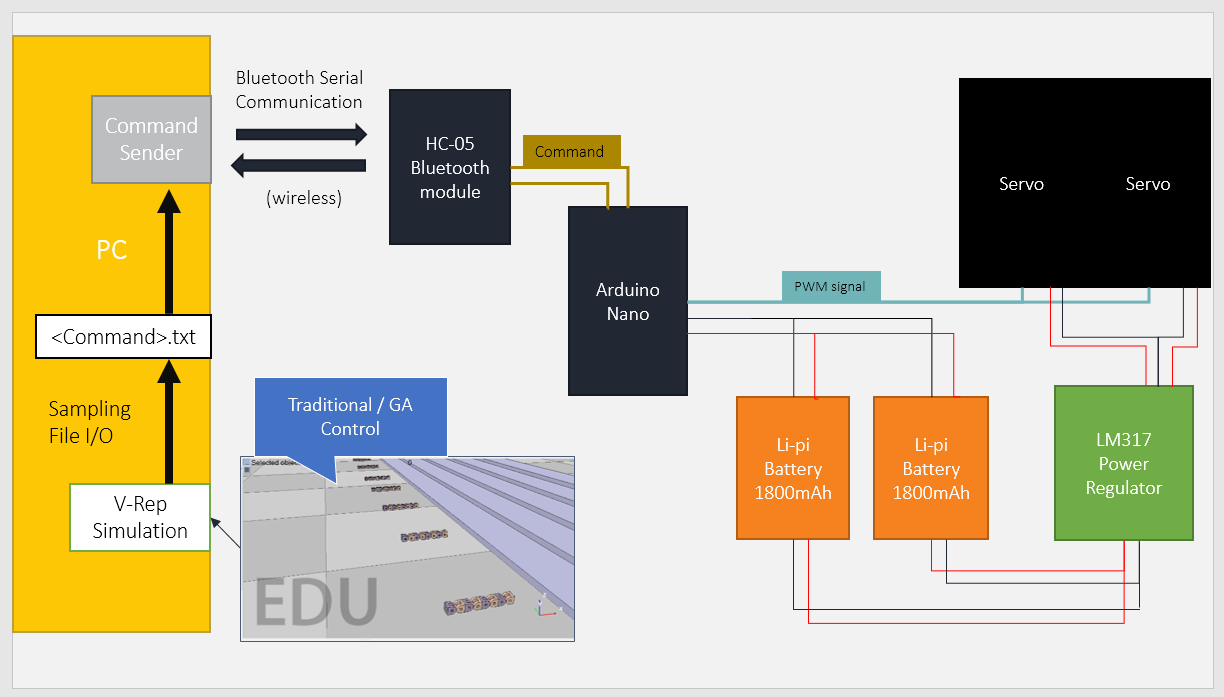 Bluetooth Serial
Communication
(wireless)
Command
Sender
PC
<Command>.txt
Sampling
File I/O
V-Rep
Simulation
Traditional / GA
Control
EDU
HC-05
Bluetooth
module
Command
Arduino
Nano
PWM signal
Servo
Servo
Li-pi
Battery
1800mAh
Li-pi
Battery
1800mAh
LM317
Power
Regulator